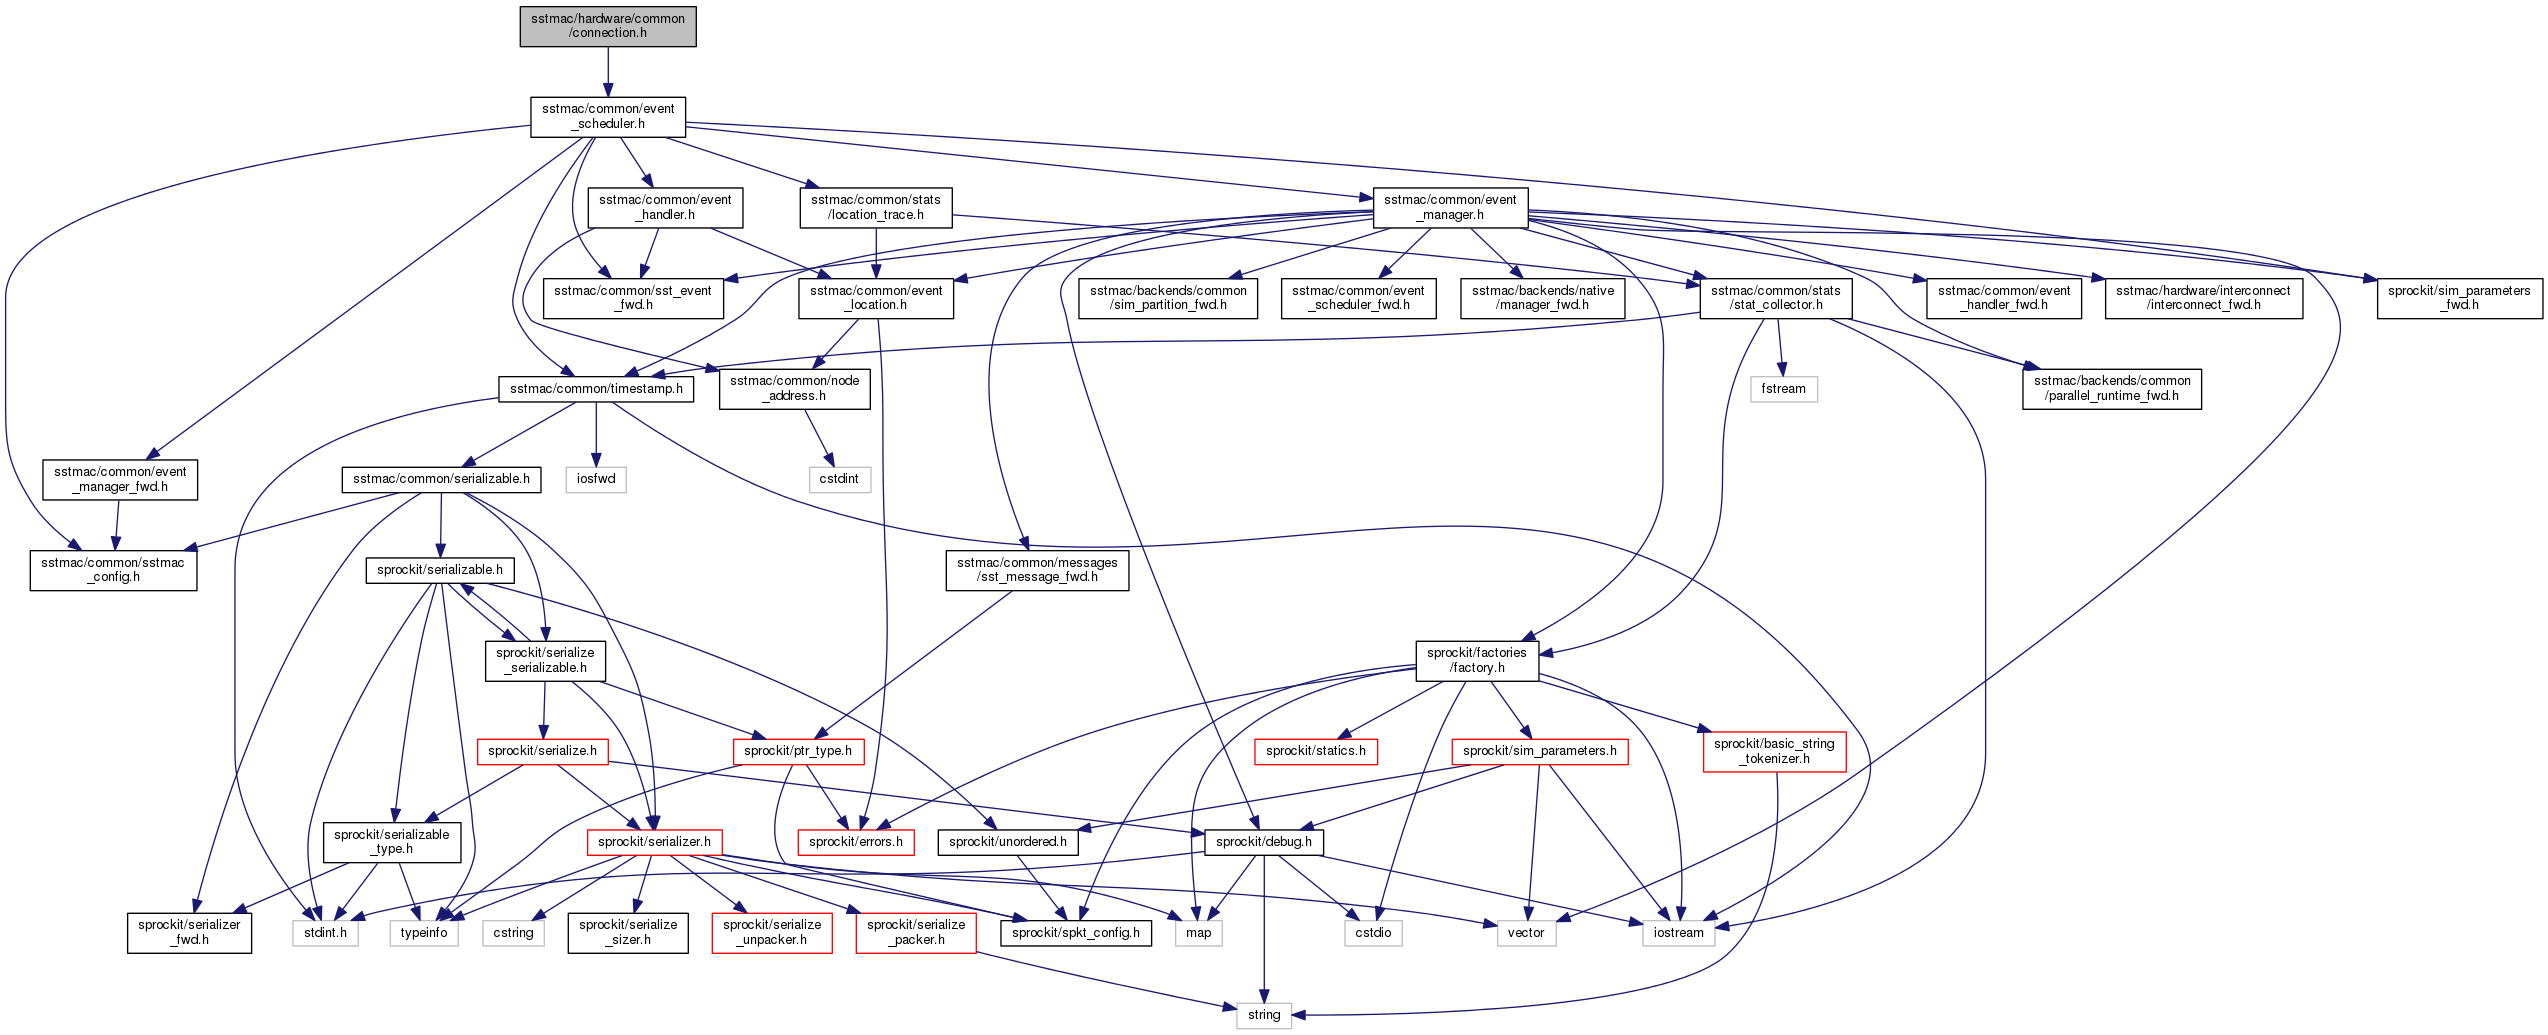 sstmac/hardware/common
/connection.h
sstmac/common/event
_scheduler.h
sstmac/common/event
_handler.h
sstmac/common/stats
/location_trace.h
sstmac/common/event
_manager.h
sstmac/common/sst_event
_fwd.h
sstmac/common/event
_location.h
sstmac/backends/common
/sim_partition_fwd.h
sstmac/common/event
_scheduler_fwd.h
sstmac/backends/native
/manager_fwd.h
sstmac/common/stats
/stat_collector.h
sstmac/common/event
_handler_fwd.h
sstmac/hardware/interconnect
/interconnect_fwd.h
sprockit/sim_parameters
_fwd.h
sstmac/common/timestamp.h
sstmac/common/node
_address.h
fstream
sstmac/backends/common
/parallel_runtime_fwd.h
sstmac/common/event
_manager_fwd.h
sstmac/common/serializable.h
iosfwd
cstdint
sstmac/common/sstmac
_config.h
sprockit/serializable.h
sstmac/common/messages
/sst_message_fwd.h
sprockit/serialize
_serializable.h
sprockit/factories
/factory.h
sprockit/serialize.h
sprockit/ptr_type.h
sprockit/statics.h
sprockit/sim_parameters.h
sprockit/basic_string
_tokenizer.h
sprockit/serializable
_type.h
sprockit/serializer.h
sprockit/errors.h
sprockit/unordered.h
sprockit/debug.h
sprockit/serializer
_fwd.h
stdint.h
typeinfo
cstring
sprockit/serialize
_sizer.h
sprockit/serialize
_unpacker.h
sprockit/serialize
_packer.h
sprockit/spkt_config.h
map
cstdio
vector
iostream
string